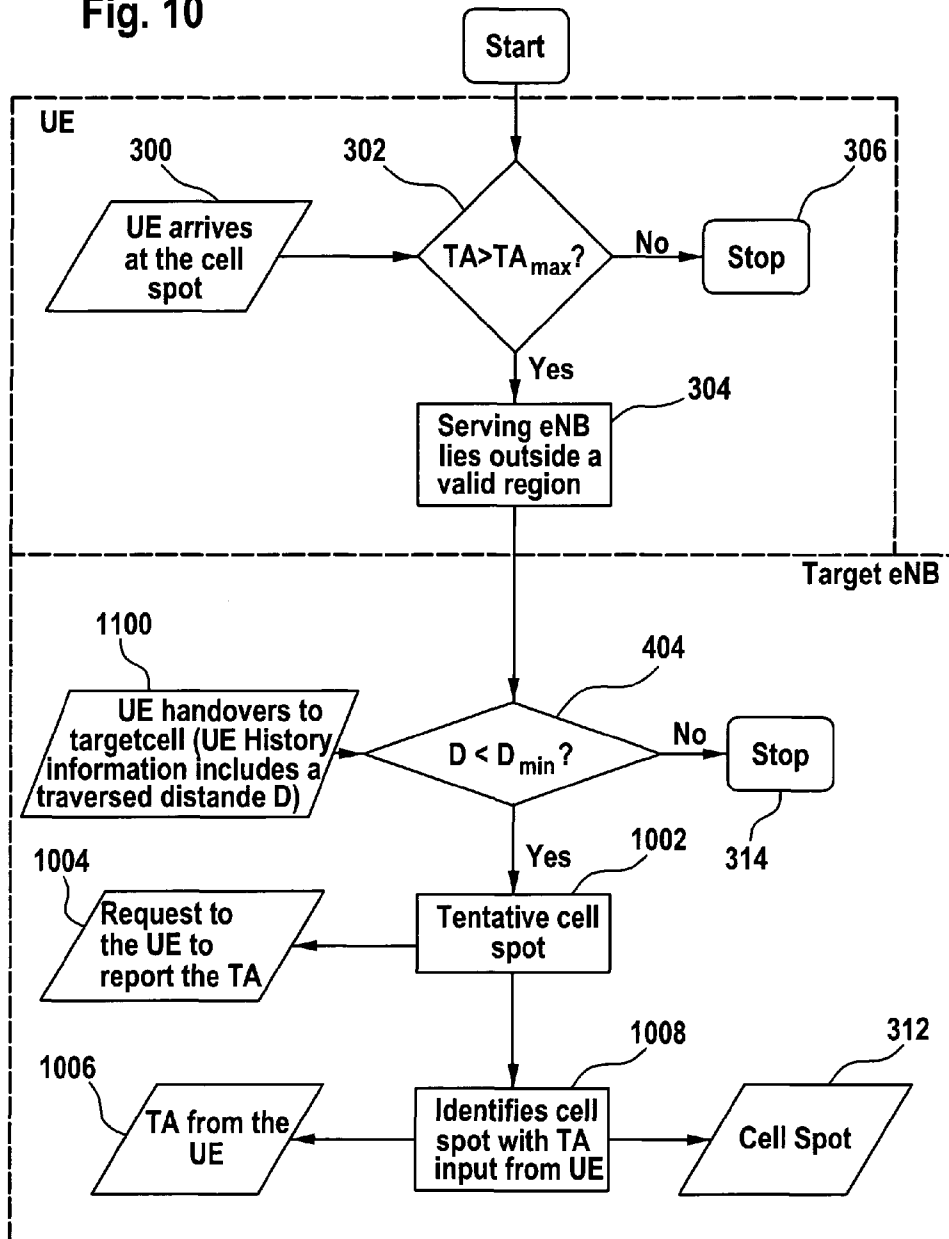 Fig. 10
Start
UE
300
302
306
UE arrives
at the cell
spot
TA>TA max ?
No
Stop
Yes
304
Serving eNB
lies outside a
valid region
Target eNB
1100
404
UE handovers to
targetcell (UE History
information includes a
traversed distande D)
D < D min ?
No
Stop
314
Yes
1002
1004
Tentative cell
spot
Request to
the UE to
report the TA
1008
312
1006
TA from the
UE
Identifies cell
spot with TA
input from UE
Cell Spot